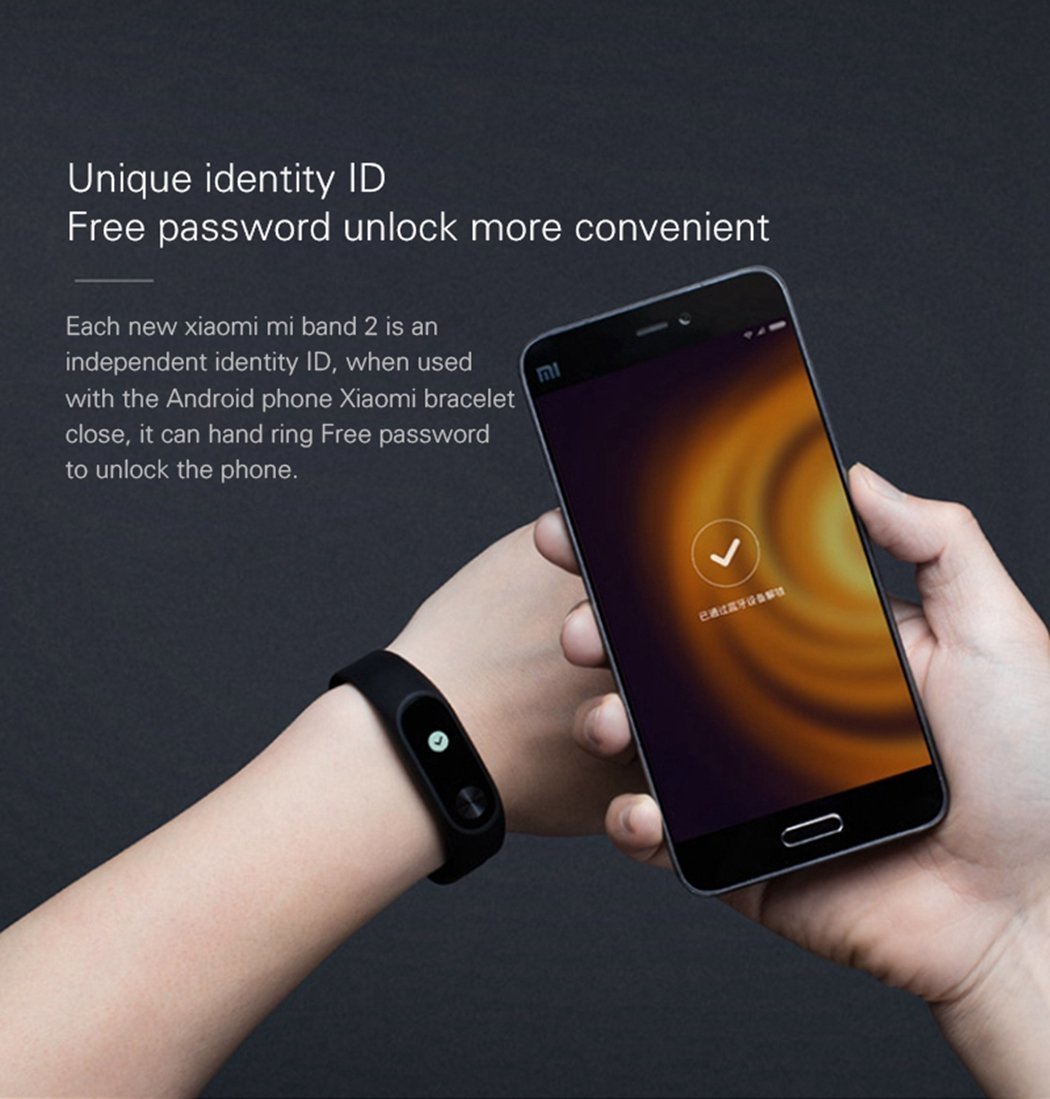 Unique identity ID
Free password unlock more convenient
Each new xiaomi mi band 2 is an
independent identity ID, when used
with the Android phone Xiaomi bracelet
close, it can hand ring Free password
to unlock the phone.
mi
已通过蓝牙设备解锁